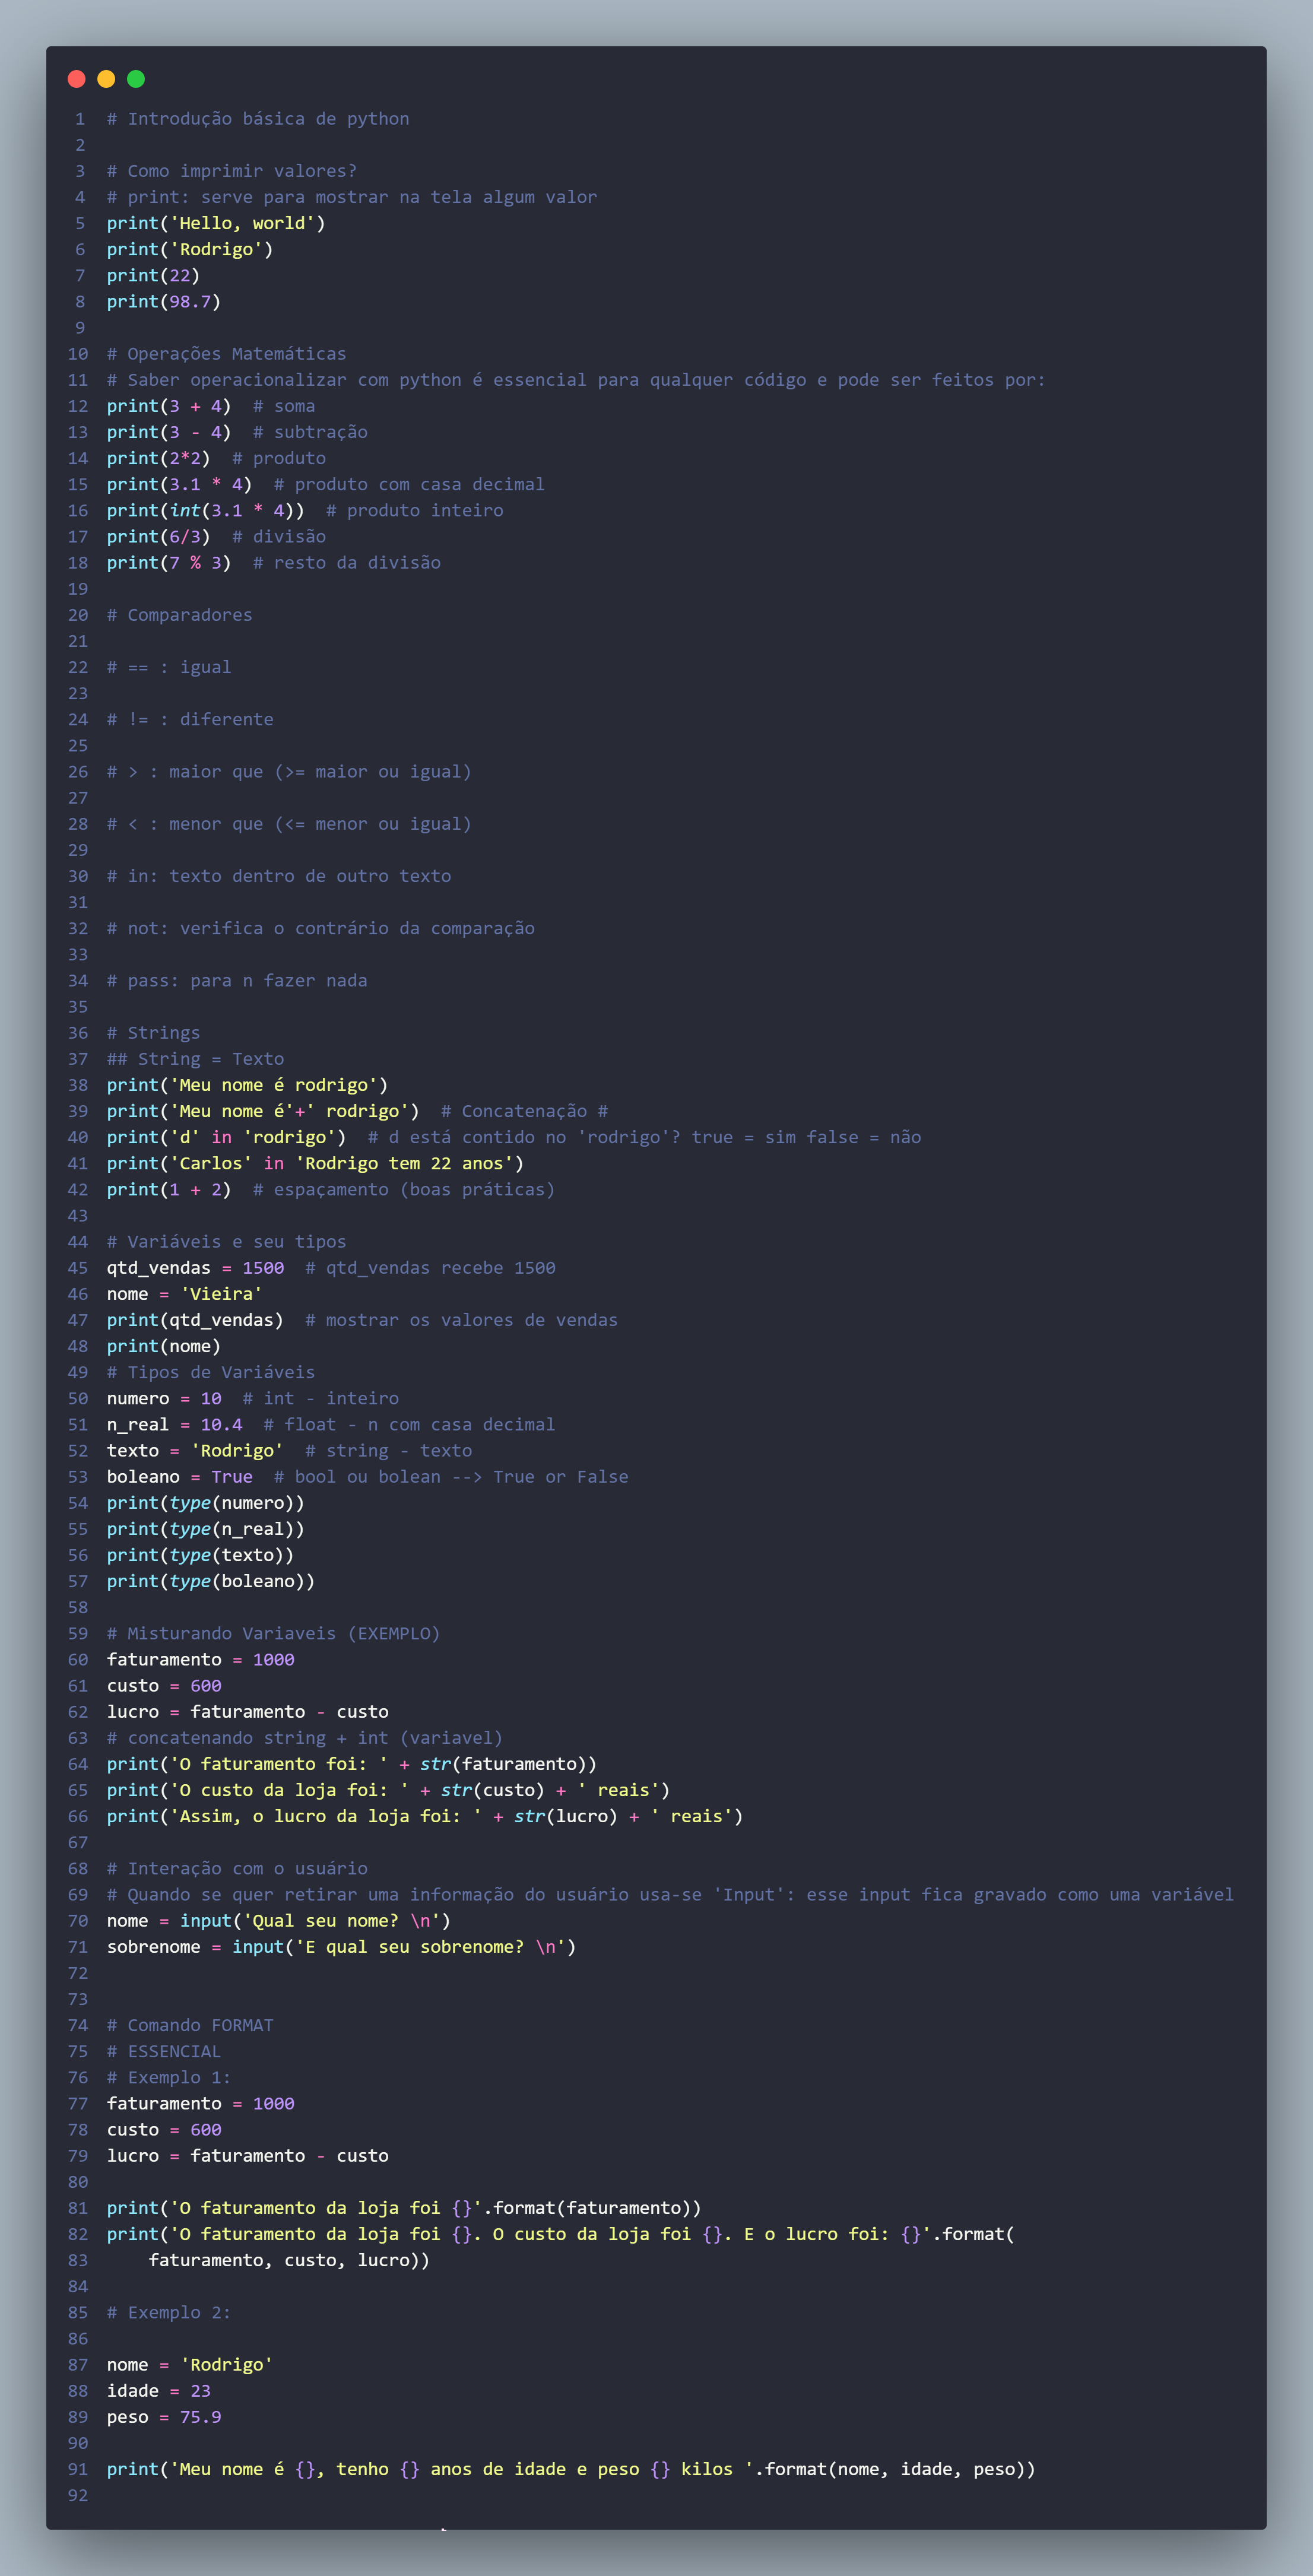 1 # Introdução básica de python
2
3 # Como imprimir valores?
4 # print: serve para mostrar na tela algum valor
5 print('Hello, world')
6 print('Rodrigo')
7 print(22)
8 print(98.7)
9
10 # Operações Matemáticas
11 # Saber operacionalizar com python é essencial para qualquer código e pode ser feitos por:
12 print(3 + 4)  # soma
13 print(3 - 4)  # subtração
14 print(2*2)  # produto
15 print(3.1 * 4)  # produto com casa decimal
16 print(int(3.1 * 4))  # produto inteiro
17 print(6/3)  # divisão
18 print(7 % 3)  # resto da divisão
19
20 # Comparadores
21
22 # == : igual
23
24 # != : diferente
25
26 # > : maior que (>= maior ou igual)
27
28 # < : menor que (<= menor ou igual)
29
30 # in: texto dentro de outro texto
31
32 # not: verifica o contrário da comparação
33
34 # pass: para n fazer nada
35
36 # Strings
37 ## String = Texto
38 print('Meu nome é rodrigo')
39 print('Meu nome é'+' rodrigo')  # Concatenação #
40 print('d' in 'rodrigo')  # d está contido no 'rodrigo'? true = sim false = não
41 print('Carlos' in 'Rodrigo tem 22 anos')
42 print(1 + 2)  # espaçamento (boas práticas)
43
44 # Variáveis e seu tipos
45 qtd_vendas = 1500  # qtd_vendas recebe 1500
46 nome = 'Vieira'
47 print(qtd_vendas)  # mostrar os valores de vendas
48 print(nome)
49 # Tipos de Variáveis
50 numero = 10  # int - inteiro
51 n_real = 10.4  # float - n com casa decimal
52 texto = 'Rodrigo'  # string - texto
53 boleano = True  # bool ou bolean --> True or False
54 print(type(numero))
55 print(type(n_real))
56 print(type(texto))
57 print(type(boleano))
58
59 # Misturando Variaveis (EXEMPLO)
60 faturamento = 1000
61 custo = 600
62 lucro = faturamento - custo
63 # concatenando string + int (variavel)
64 print('O faturamento foi: ' + str(faturamento))
65 print('O custo da loja foi: ' + str(custo) + ' reais')
66 print('Assim, o lucro da loja foi: ' + str(lucro) + ' reais')
67
68 # Interação com o usuário
69 # Quando se quer retirar uma informação do usuário usa-se 'Input': esse input fica gravado como uma variável
70 nome = input('Qual seu nome? \n')
71 sobrenome = input('E qual seu sobrenome? \n')
72
73
74 # Comando FORMAT
75 # ESSENCIAL
76 # Exemplo 1:
77 faturamento = 1000
78 custo = 600
79 lucro = faturamento - custo
80
81 print('O faturamento da loja foi {}'.format(faturamento))
82 print('O faturamento da loja foi {}. O custo da loja foi {}. E o lucro foi: {}'.format(
83     faturamento, custo, lucro))
84
85 # Exemplo 2:
86
87 nome = 'Rodrigo'
88 idade = 23
89 peso = 75.9
90
91 print('Meu nome é {}, tenho {} anos de idade e peso {} kilos '.format(nome, idade, peso))
92